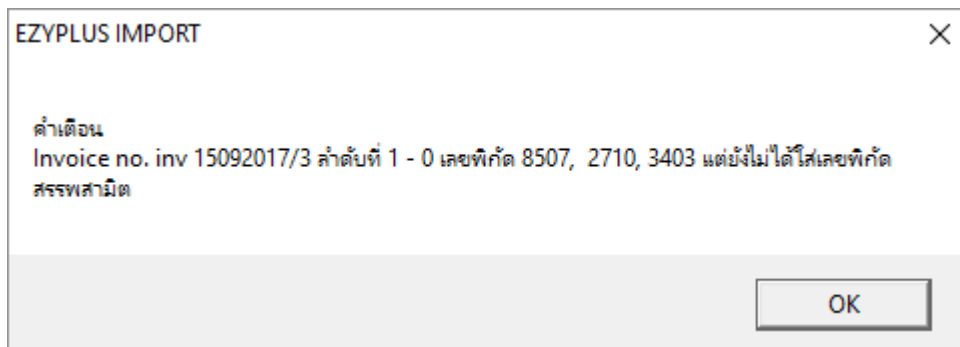 EZYPLUS IMPORT
คำเตือน
Invoice no. inv 15092017/3 ลำดับที่ 1 - 0 เลขพิกัด 8507,  2710, 3403 แต่ยังไม่ได้ใส่เลขพิกัด
สรรพสามิต
OK